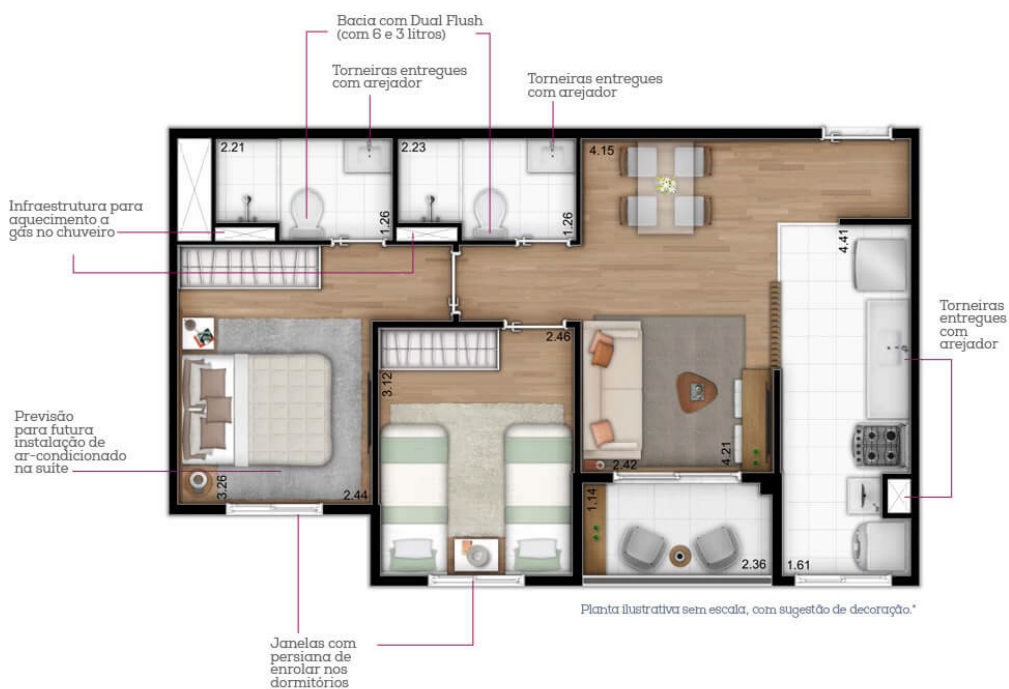 Bacia com Dual Flush
(com 6 e 3 litros)
Torneiras entregues
com arejador
Torneiras entregues
com arejador
2.21
2.23
4.15
1.26
1.26
4.41
Infraestrutura para
aquecimento a
gás no chuveiro
Torneiras
entregues
com
arejador
2.46
3.12
Previsão
para futura
instalação de
ar-condicionado
na suíte
3.26
2.44
2.42
4.21
1.14
2.36
1.61
Planta ilustrativa sem escala, com sugestão de decoração.*
Janelas com
persiana de
enrolar nos
dormitórios